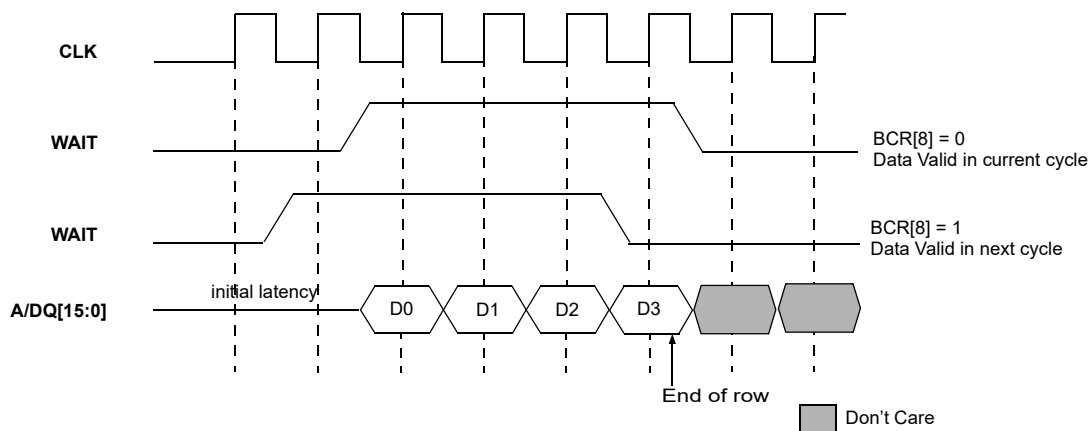 CLK
WAIT
BCR[8] = 0
Data Valid in current cycle
WAIT
BCR[8] = 1
Data Valid in next cycle
initial latency
A/DQ[15:0]
D0
D1
D2
D3
End of row
Don't Care